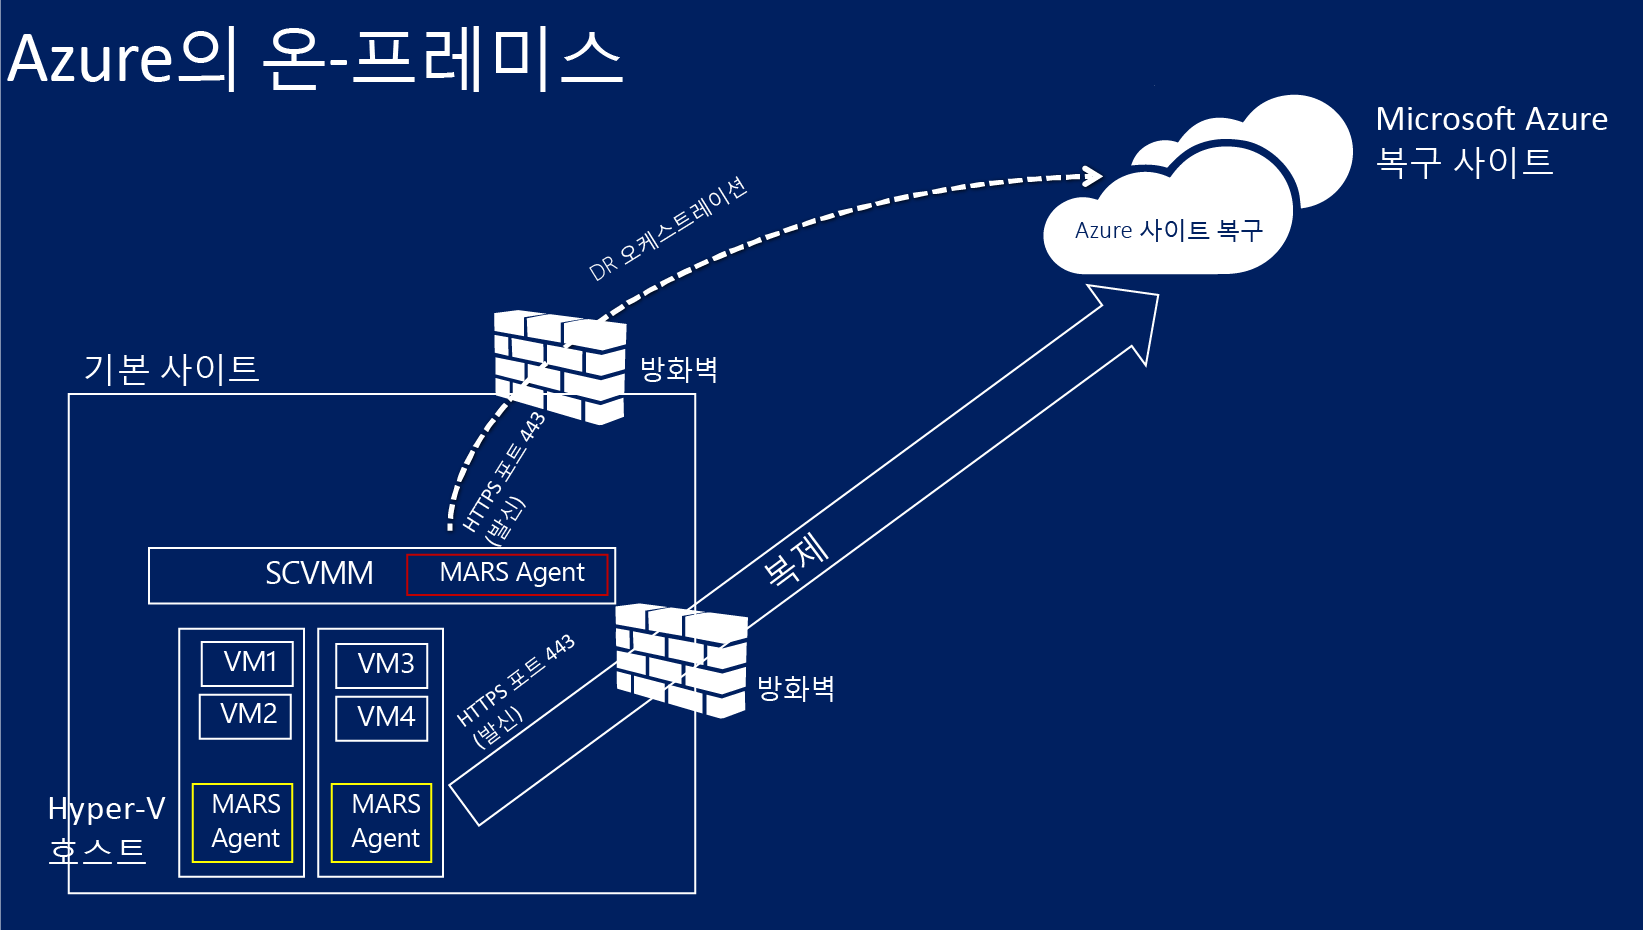 Azure의 온-프레미스
Microsoft Azure
복구 사이트
Azure 사이트 복구
DR 오케스트레이션
방화벽
기본 사이트
HTTPS 포트 443
(발신)
SCVMM
MARS Agent
복제
방화벽
HTTPS 포트 443
(발신)
VM1
VM2
VM3
VM4
MARS
Agent
MARS
Agent
Hyper-V
호스트